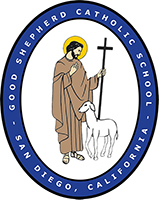 GOOD SHEPHERD CATHOLIC SCHOOL
- SAN DIEGO, CALIFORNIA -